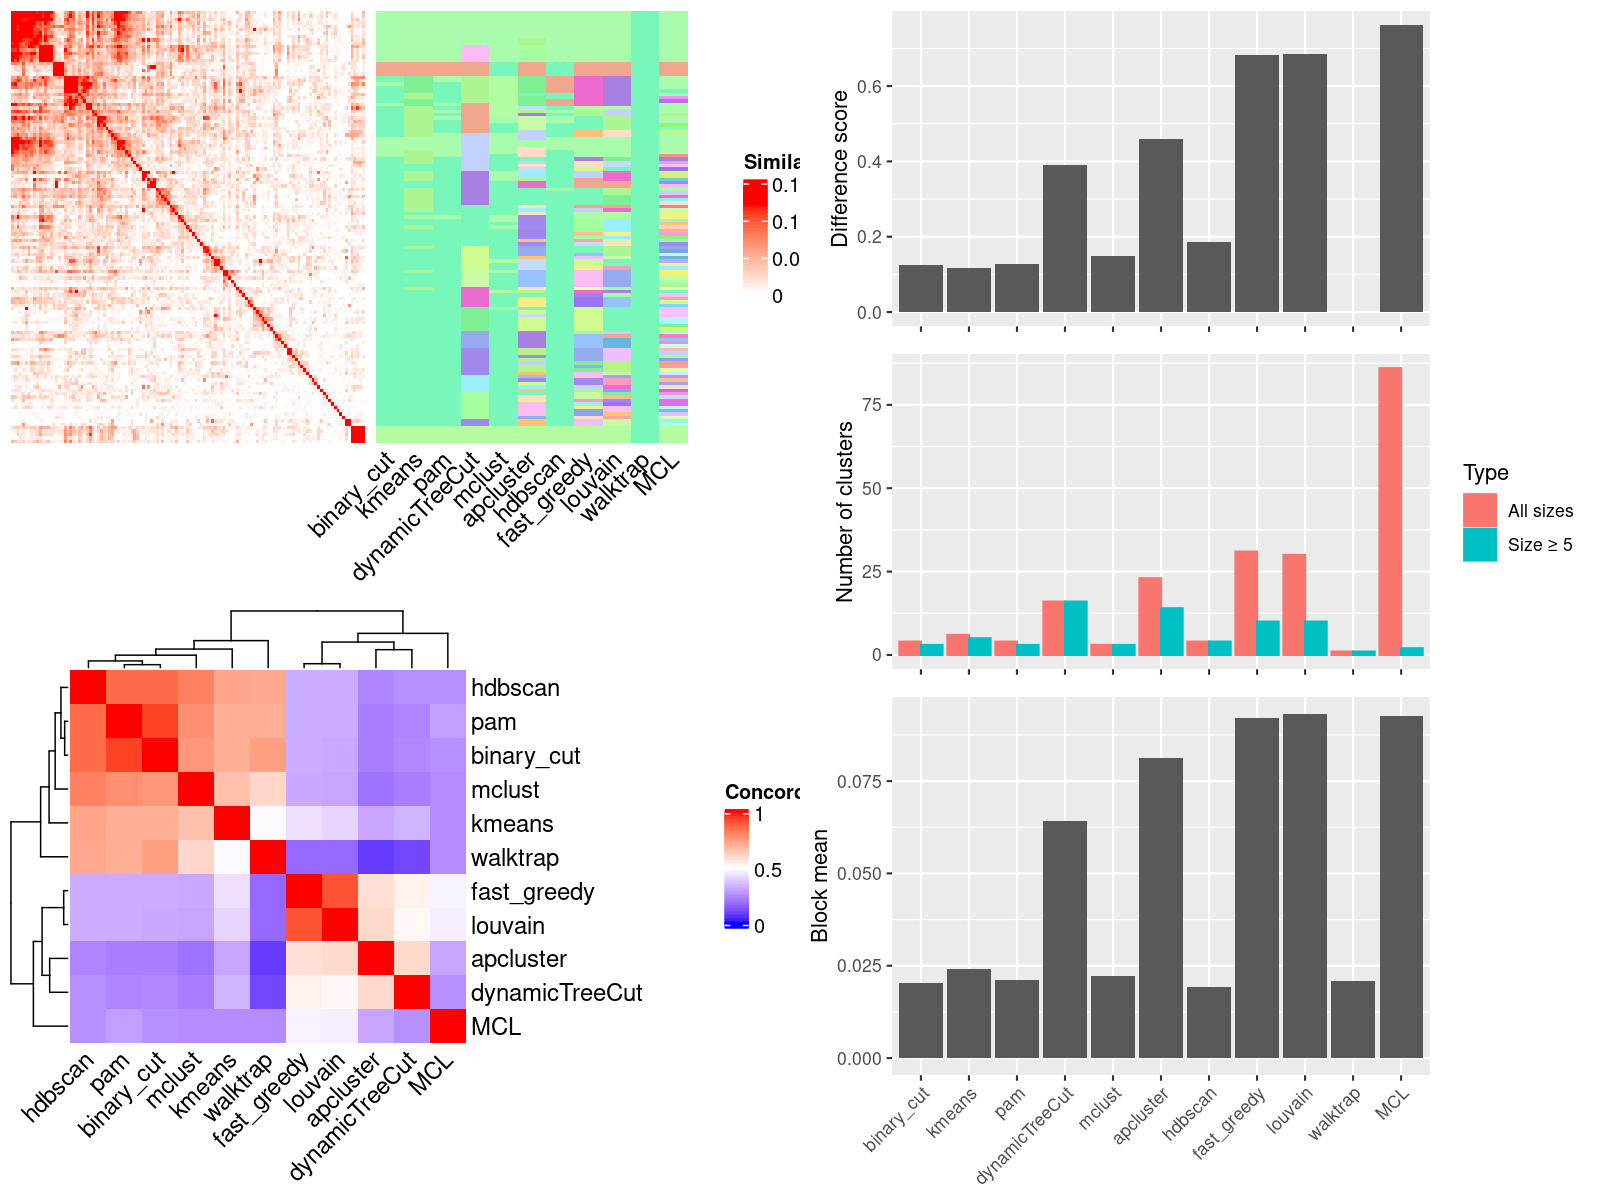 Simila
0.1
0.1
0.0
0
binary_cut
kmeans
pam
dynamicTreeCut
mclust
apcluster
hdbscan
fast_greedy
louvain
walktrap
MCL
hdbscan
pam
binary_cut
mclust
kmeans
walktrap
fast_greedy
louvain
apcluster
dynamicTreeCut
MCL
hdbscan
pam
binary_cut
mclust
kmeans
walktrap
fast_greedy
louvain
apcluster
dynamicTreeCut
MCL
Concord
1
0.5
0
Difference score
0.6
0.4
0.2
0.0
Number of clusters
75
50
25
0
Type
All sizes
Size ≥ 5
Block mean
0.075
0.050
0.025
0.000
binary_cut
kmeans
pam
dynamicTreeCut
mclust
apcluster
hdbscan
fast_greedy
louvain
walktrap
MCL